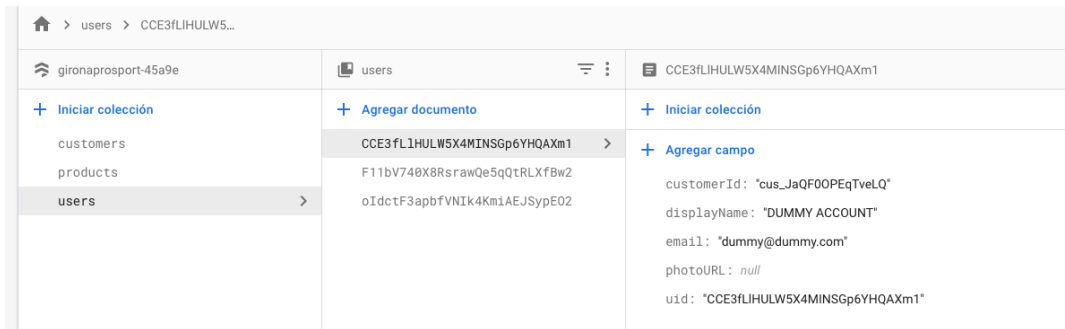 users > CCE3fLlHULW5...
gironaprosport-45a9e
Iniciar colección
customers
products
users
users
Agregar documento
CCE3fLlHULW5X4MINSGp6YHQAXm1
F11bV740X8RsrawQe5qQtRLXfBw2
oIdctF3apbfVNIk4KmiAEJSypEO2
CCE3fLlHULW5X4MINSGp6YHQAXm1
Iniciar colección
Agregar campo
customerId: "cus_JaQF0OPEqTveLQ"
displayName: "DUMMY ACCOUNT"
email: "dummy@dummy.com"
photoURL: null
uid: "CCE3fLlHULW5X4MINSGp6YHQAXm1"